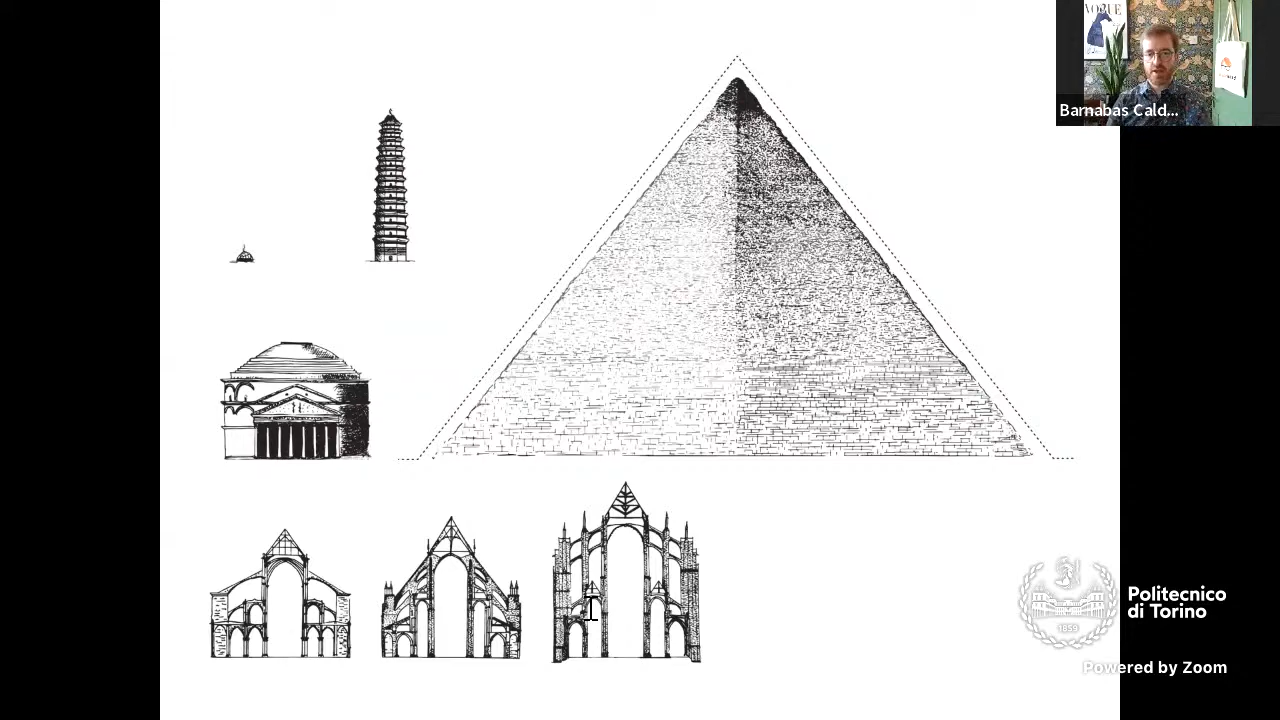 VOGUE
Barnabas Cald...
1859
Politecnico
di Torino
Powered by Zoom